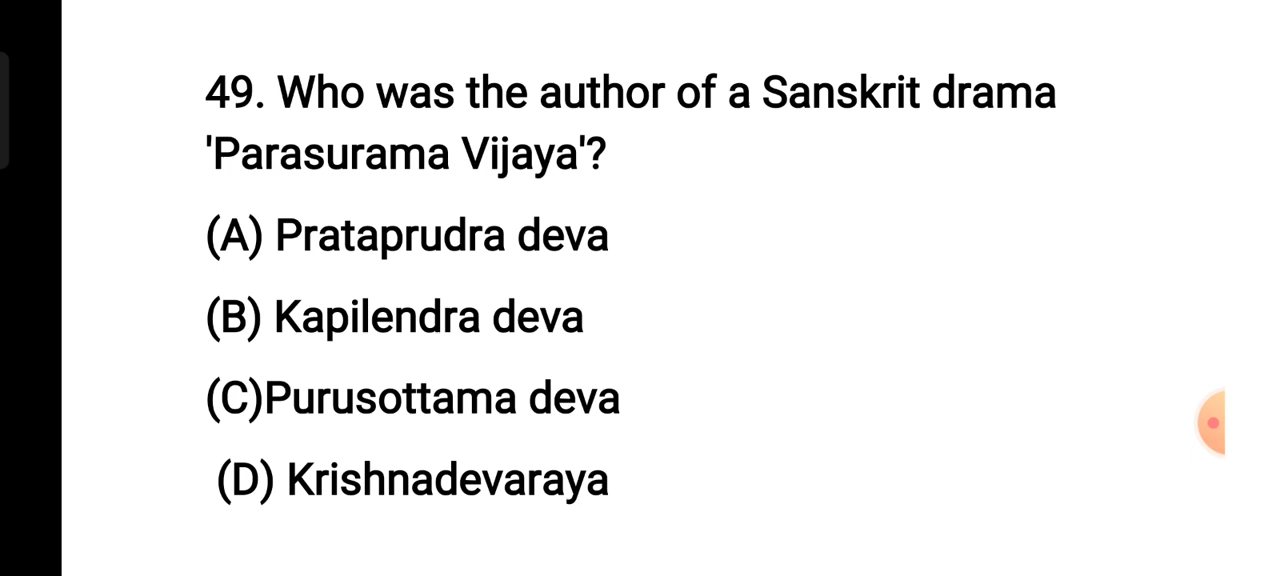 49. Who was the author of a Sanskrit drama
'Parasurama Vijaya'?
(A) Prataprudra deva
(B) Kapilendra deva
(C)Purusottama deva
(D) Krishnadevaraya